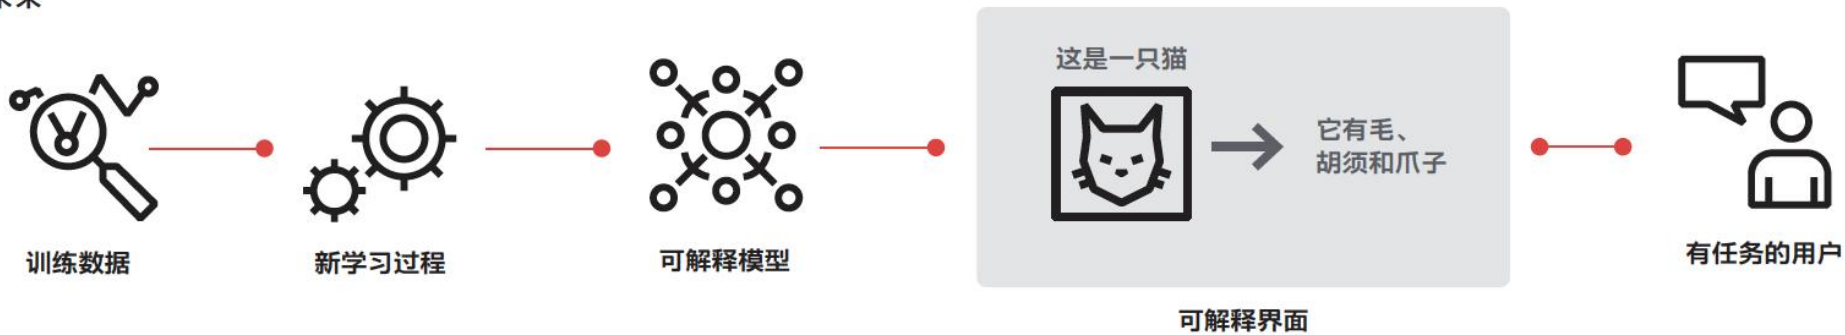 这是一只猫
它有毛、
胡须和爪子
训练数据
新学习过程
可解释模型
有任务的用户
可解释界面